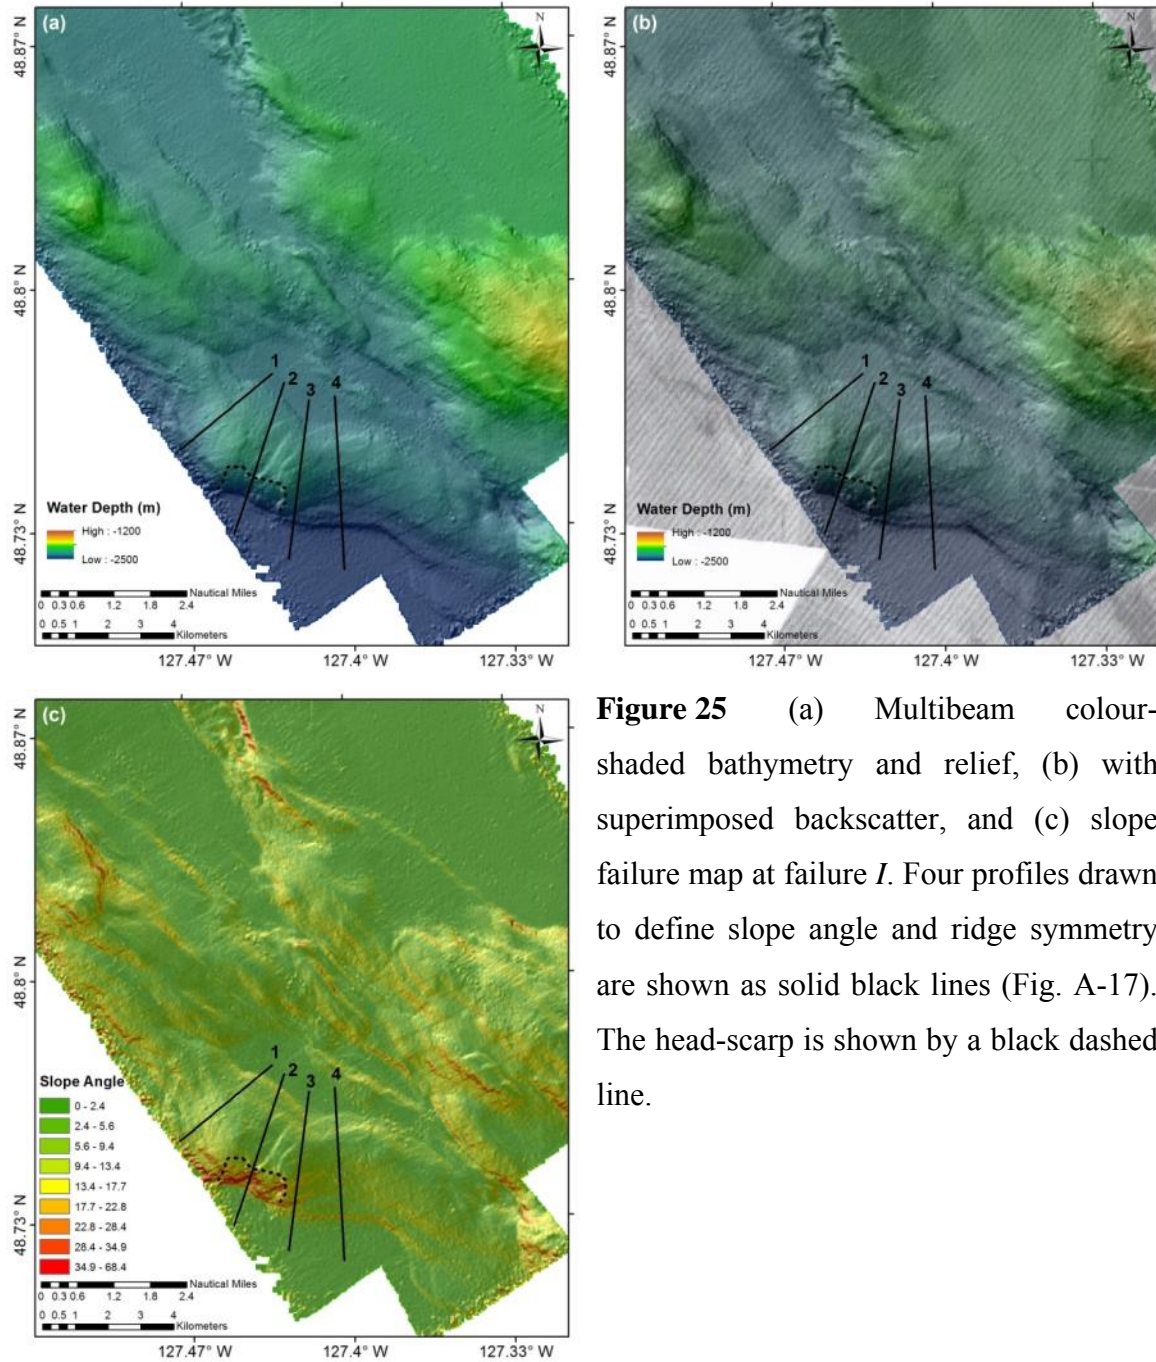 (a)
N
48.87° N
48.8° N
48.73° N
1
2
3
4
Water Depth (m)
High : -1200
Low : -2500
Nautical Miles
0 0.3 0.6 1.2 1.8 2.4
0 0.5 1 2 3 4
Kilometers
127.47° W 127.4° W 127.33° W
(b)
N
48.87° N
48.8° N
48.73° N
1
2
3
4
Water Depth (m)
High : -1200
Low : -2500
Nautical Miles
0 0.3 0.6 1.2 1.8 2.4
0 0.5 1 2 3 4
Kilometers
127.47° W 127.4° W 127.33° W
(c)
N
48.87° N
48.8° N
48.73° N
1
2
3
4
Slope Angle
0 - 2.4
2.4 - 5.6
5.6 - 9.4
9.4 - 13.4
13.4 - 17.7
17.7 - 22.8
22.8 - 28.4
28.4 - 34.9
34.9 - 68.4
Nautical Miles
0 0.3 0.6 1.2 1.8 2.4
0 0.5 1 2 3 4
Kilometers
127.47° W 127.4° W 127.33° W
Figure 25 (a) Multibeam colour-
shaded bathymetry and relief, (b) with
superimposed backscatter, and (c) slope
failure map at failure I. Four profiles drawn
to define slope angle and ridge symmetry
are shown as solid black lines (Fig. A-17).
The head-scarp is shown by a black dashed
line.